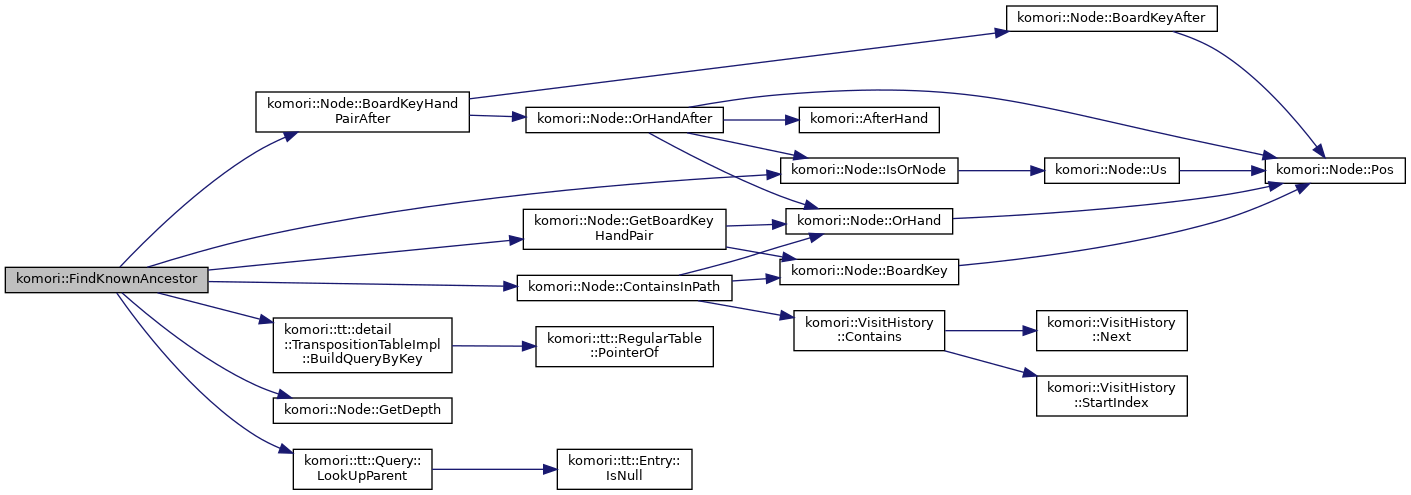 komori::Node::BoardKeyAfter
komori::Node::BoardKeyHand
PairAfter
komori::Node::OrHandAfter
komori::AfterHand
komori::Node::IsOrNode
komori::Node::Us
komori::Node::Pos
komori::Node::GetBoardKey
HandPair
komori::Node::OrHand
komori::FindKnownAncestor
komori::Node::BoardKey
komori::Node::ContainsInPath
komori::tt::detail
::TranspositionTableImpl
::BuildQueryByKey
komori::tt::RegularTable
::PointerOf
komori::VisitHistory
::Contains
komori::VisitHistory
::Next
komori::VisitHistory
::StartIndex
komori::Node::GetDepth
komori::tt::Query::
LookUpParent
komori::tt::Entry::
IsNull